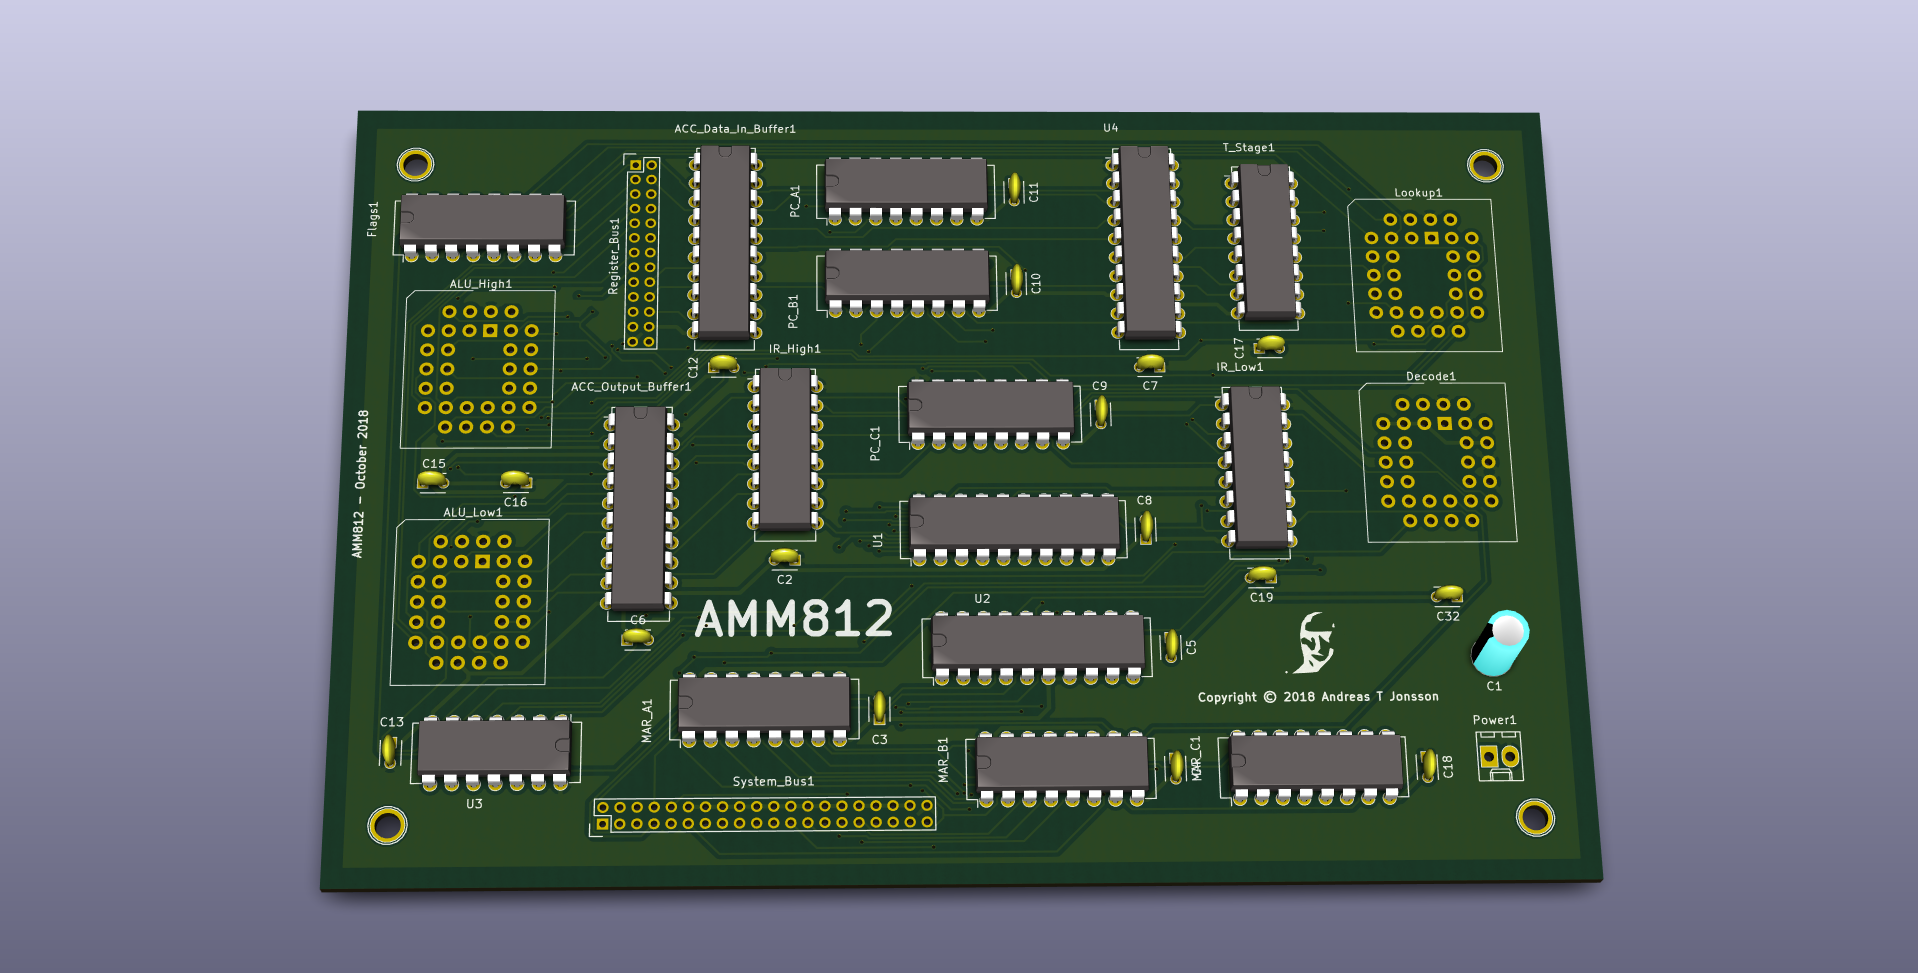 ACC_Data_In_Buffer1
U4
T_Stage1
Lookup1
Flags1
Register_Bus1
PC_A1
C11
ALU_High1
PC_B1
C10
C12
IR_High1
C7
C17
IR_Low1
Decode1
ACC_Output_Buffer1
C9
PC_C1
AMM812 - October 2018
C15
C16
ALU_Low1
C8
U1
C2
C19
C32
C6
AMM812
U2
C5
Copyright © 2018 Andreas T Jonsson
C1
MAR_A1
C3
C13
U3
MAR_B1
MAR_C1
C18
Power1
System_Bus1